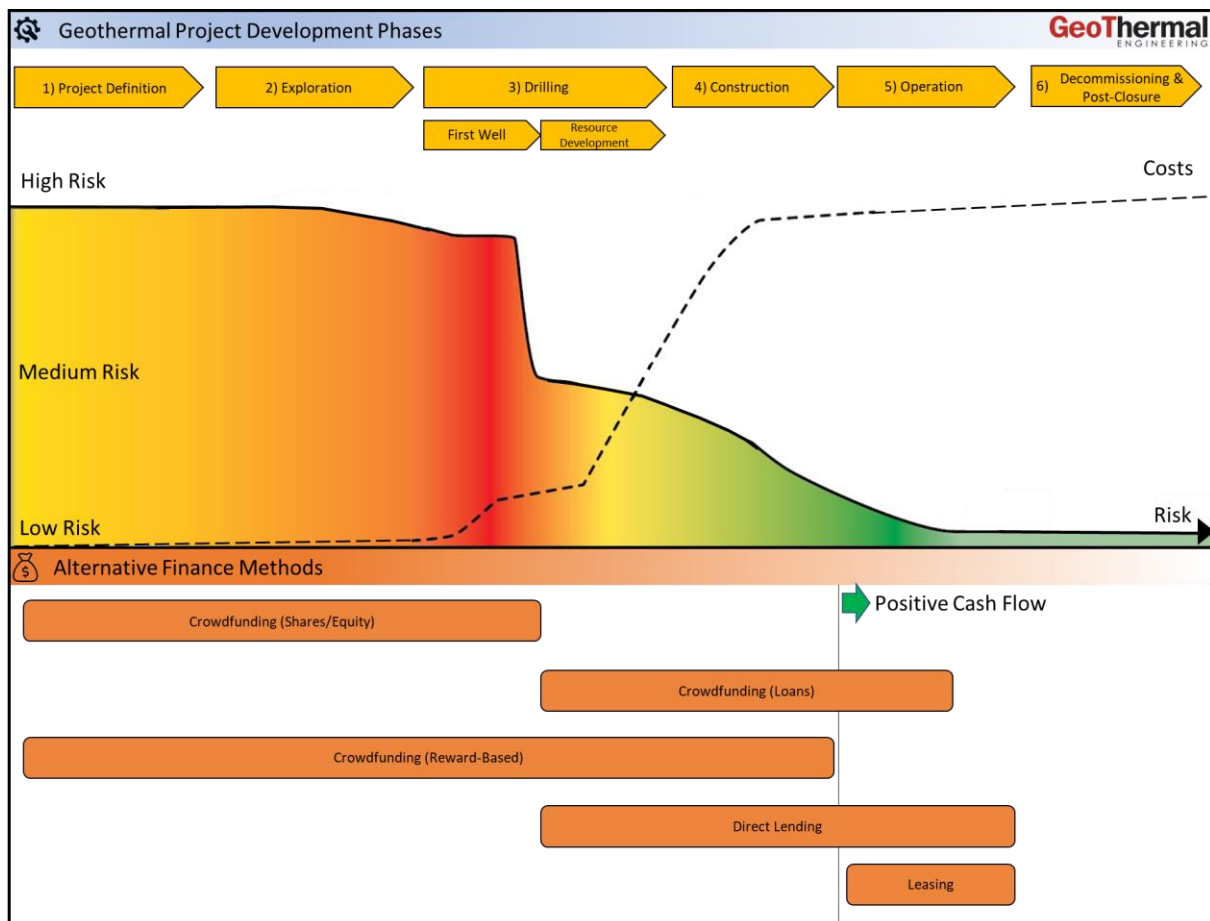 Geothermal Project Development Phases
GeoThermal
ENGINEERING
1) Project Definition
2) Exploration
3) Drilling
4) Construction
5) Operation
6) Decommissioning &
Post-Closure
First Well
Resource
Development
High Risk
Costs
Medium Risk
Low Risk
Risk
$
Alternative Finance Methods
Positive Cash Flow
Crowdfunding (Shares/Equity)
Crowdfunding (Loans)
Crowdfunding (Reward-Based)
Direct Lending
Leasing